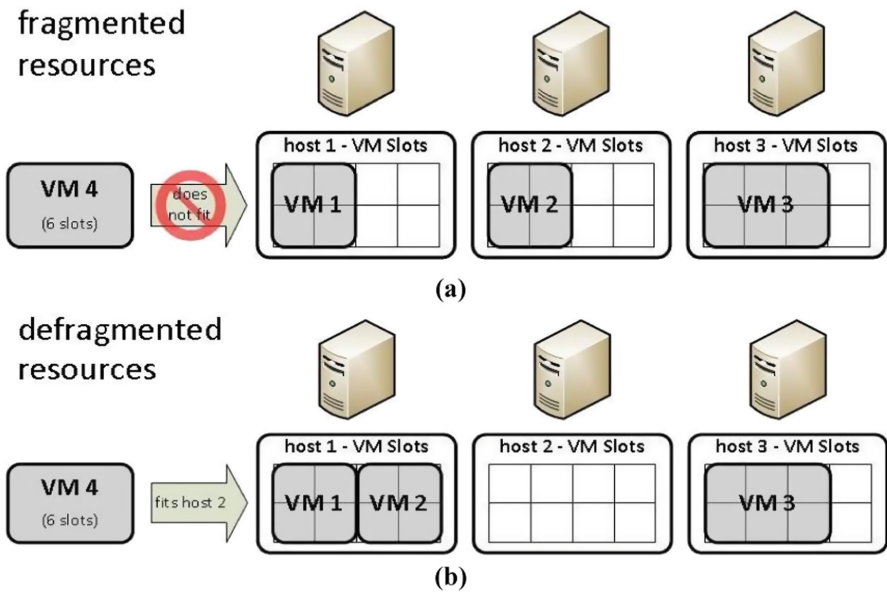 fragmented
resources
host 1 - VM Slots
host 2 - VM Slots
host 3 - VM Slots
VM 4
(6 slots)
does
not fit
VM 1
VM 2
VM 3
(a)
defragmented
resources
host 1 - VM Slots
host 2 - VM Slots
host 3 - VM Slots
VM 4
(6 slots)
fits host 2
VM 1
VM 2
VM 3
(b)